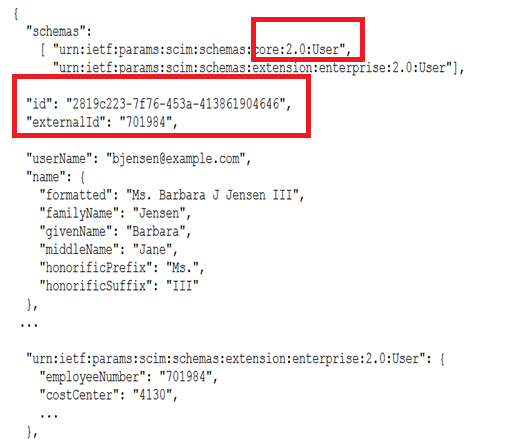 {
"schemas":
[ "urn:ietf:params:scim:schemas:core:2.0:User",
"urn:ietf:params:scim:schemas:extension:enterprise:2.0:User"],
"id": "2819c223-7f76-453a-413861904646",
"externalId": "701984",
"userName": "bjensen@example.com",
"name": {
"formatted": "Ms. Barbara J Jensen III",
"familyName": "Jensen",
"givenName": "Barbara",
"middleName": "Jane",
"honorificPrefix": "Ms.",
"honorificSuffix": "III"
},
...
"urn:ietf:params:scim:schemas:extension:enterprise:2.0:User": {
"employeeNumber": "701984",
"costCenter": "4130",
...
},